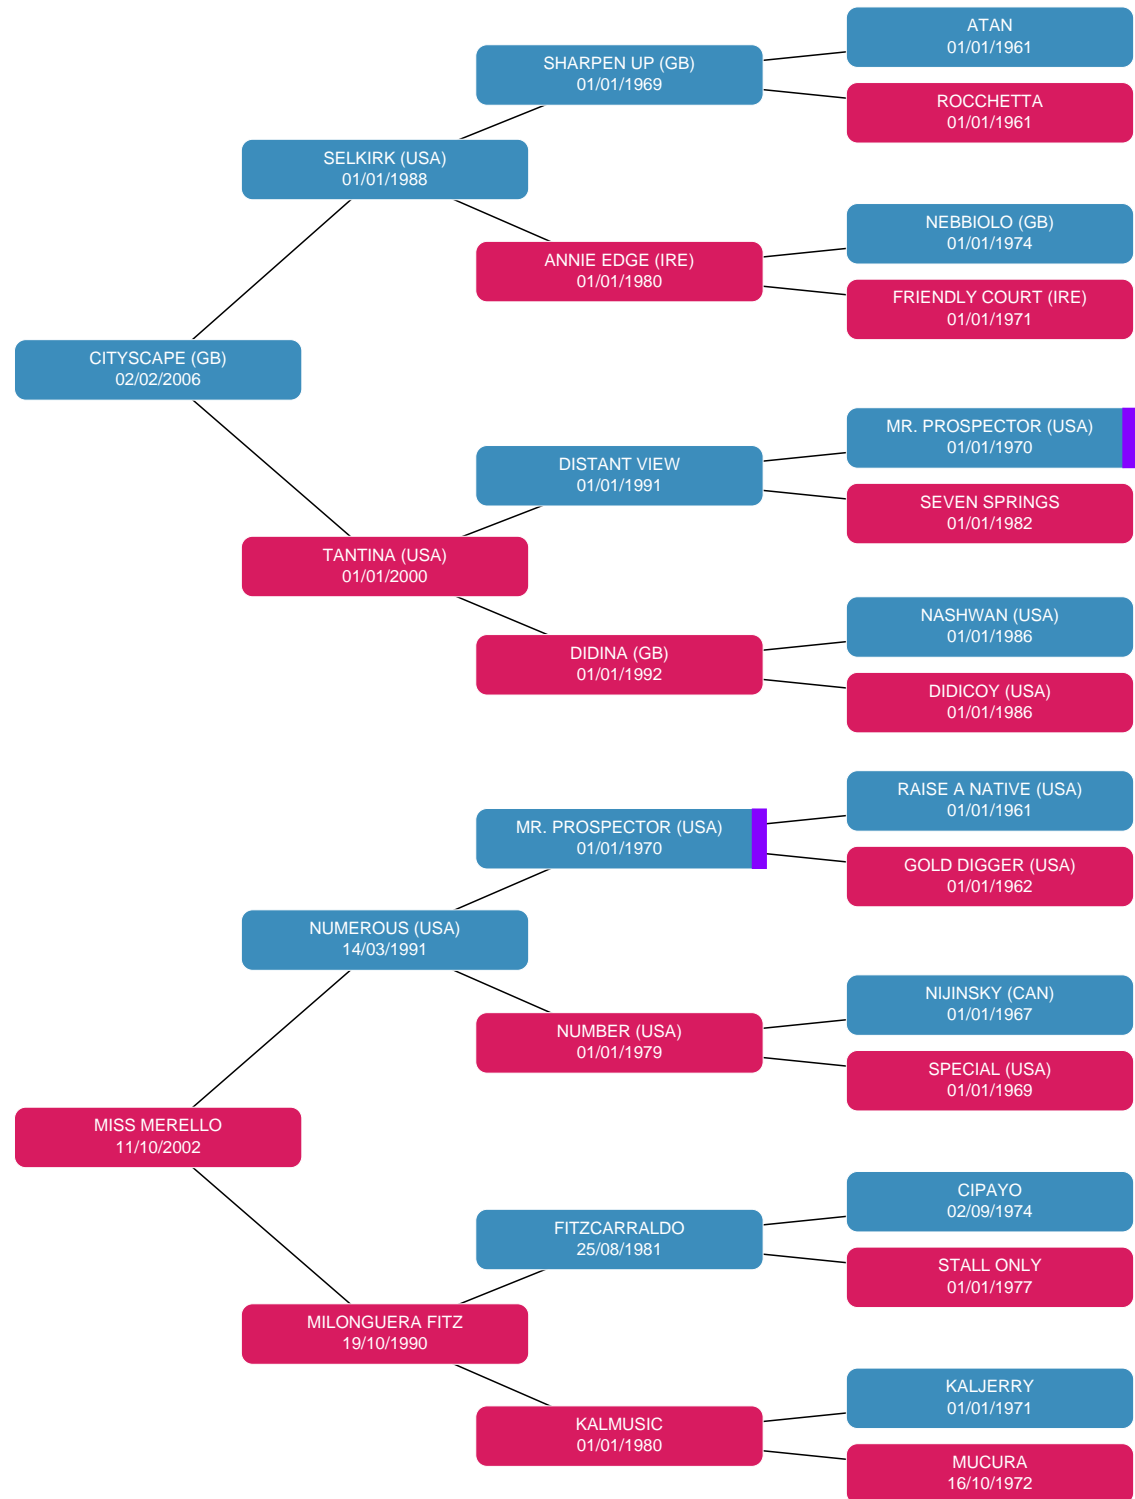 ATAN
01/01/1961
SHARPEN UP (GB)
01/01/1969
ROCCHETTA
01/01/1961
SELKIRK (USA)
01/01/1988
NEBBIOLO (GB)
01/01/1974
ANNIE EDGE (IRE)
01/01/1980
FRIENDLY COURT (IRE)
01/01/1971
CITYSCAPE (GB)
02/02/2006
MR. PROSPECTOR (USA)
01/01/1970
DISTANT VIEW
01/01/1991
SEVEN SPRINGS
01/01/1982
TANTINA (USA)
01/01/2000
NASHWAN (USA)
01/01/1986
DIDINA (GB)
01/01/1992
DIDICOY (USA)
01/01/1986
RAISE A NATIVE (USA)
01/01/1961
MR. PROSPECTOR (USA)
01/01/1970
GOLD DIGGER (USA)
01/01/1962
NUMEROUS (USA)
14/03/1991
NIJINSKY (CAN)
01/01/1967
NUMBER (USA)
01/01/1979
SPECIAL (USA)
01/01/1969
MISS MERELLO
11/10/2002
CIPAYO
02/09/1974
FITZCARRALDO
25/08/1981
STALL ONLY
01/01/1977
MILONGUERA FITZ
19/10/1990
KALJERRY
01/01/1971
KALMUSIC
01/01/1980
MUCURA
16/10/1972